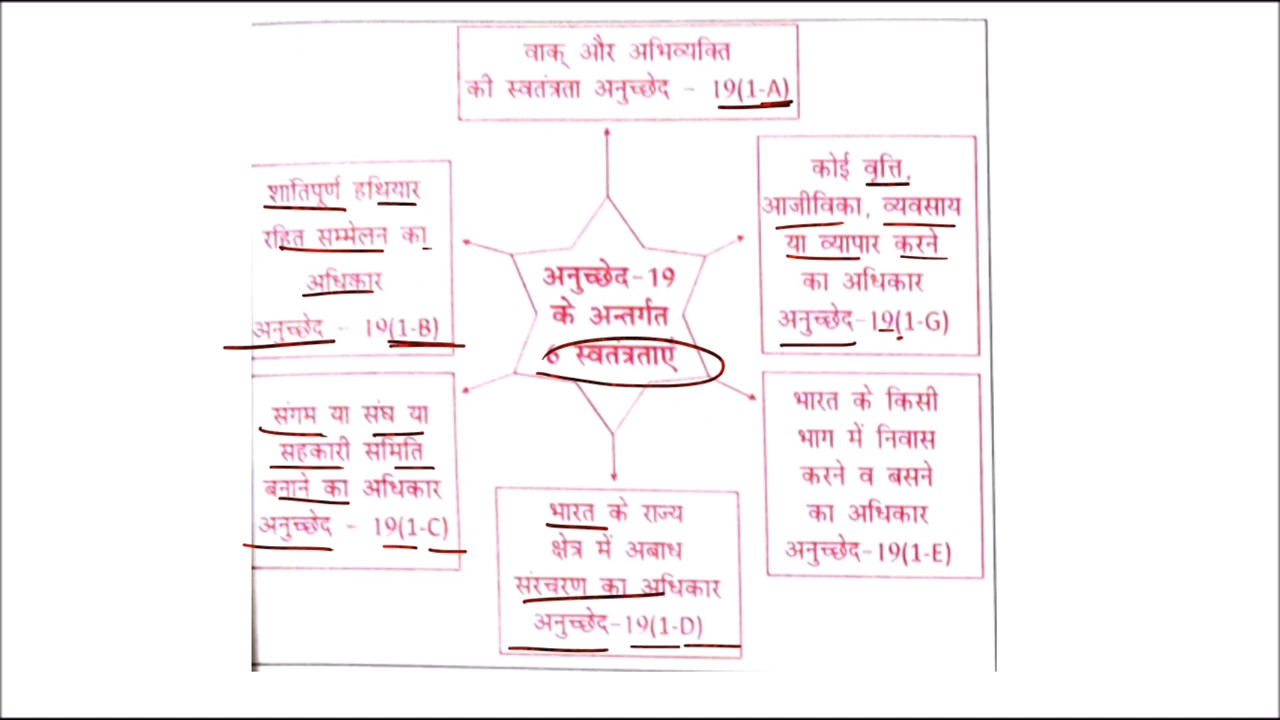 वाक् और अभिव्यक्ति
की स्वतंत्रता अनुच्छेद - 19(1-A)
शातिपूर्ण हथियार
रहित सम्मेलन का
अधिकार
अनुच्छेद - 19(1-B)
कोई वृत्ति,
आजीविका, व्यवसाय
या व्यापार करने
का अधिकार
अनुच्छेद-19(1-G)
अनुच्छेद-19
के अन्तर्गत
6 स्वतंत्रताएं
संगम या संघ या
सहकारी समिति
बनाने का अधिकार
अनुच्छेद - 19(1-C)
भारत के राज्य
क्षेत्र में अबाध
संरचरण का अधिकार
अनुच्छेद-19(1-D)
भारत के किसी
भाग में निवास
करने व बसने
का अधिकार
अनुच्छेद-19(1-E)